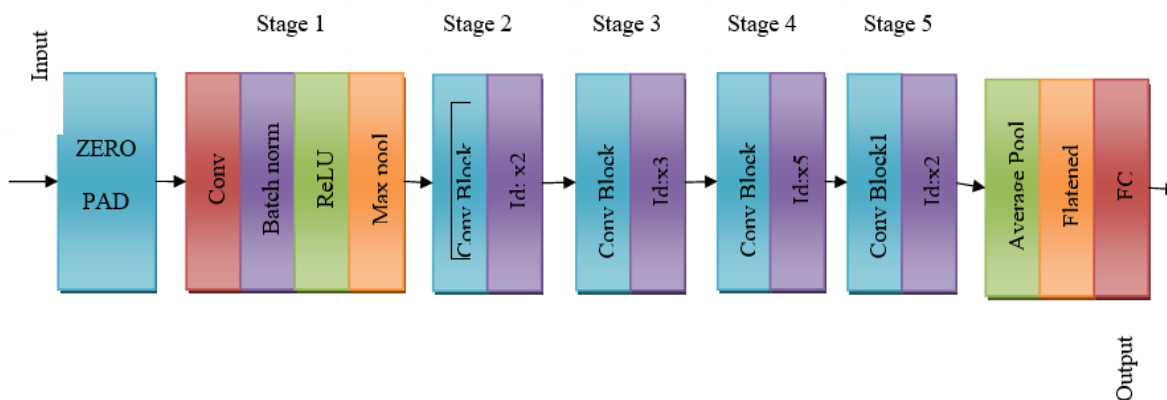 Stage 1
Stage 2
Stage 3
Stage 4
Stage 5
Input
ZERO
PAD
Conv
Batch norm
ReLU
Max pool
Conv Block
Id: x2
Conv Block
Id:x3
Conv Block
Id:x5
Conv Block1
Id:x2
Average Pool
Flatened
FC
Output